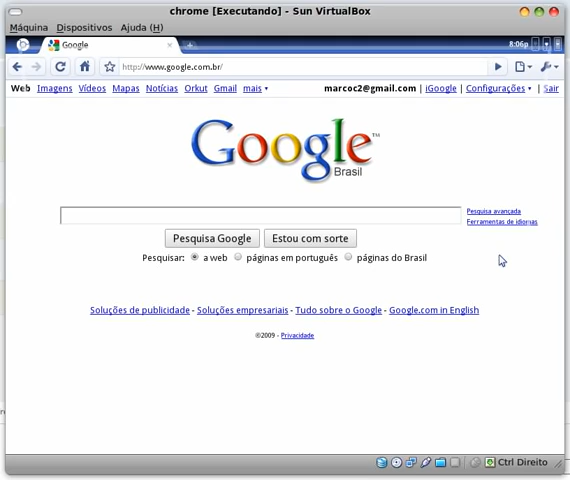 chrome [Executando] - Sun VirtualBox
Máquina Dispositivos Ajuda (H)
Google 8:06p
http://www.google.com.br/
Web Imagens Vídeos Mapas Notícias Orkut Gmail mais ▼ marcoc2@gmail.com | iGoogle | Configurações ▼ | Sair
Google™
Brasil
Pesquisa avançada
Ferramentas de idiomas
Pesquisa Google Estou com sorte
Pesquisar: a web páginas em português páginas do Brasil
Soluções de publicidade - Soluções empresariais - Tudo sobre o Google - Google.com in English
©2009 - Privacidade
Ctrl Direito